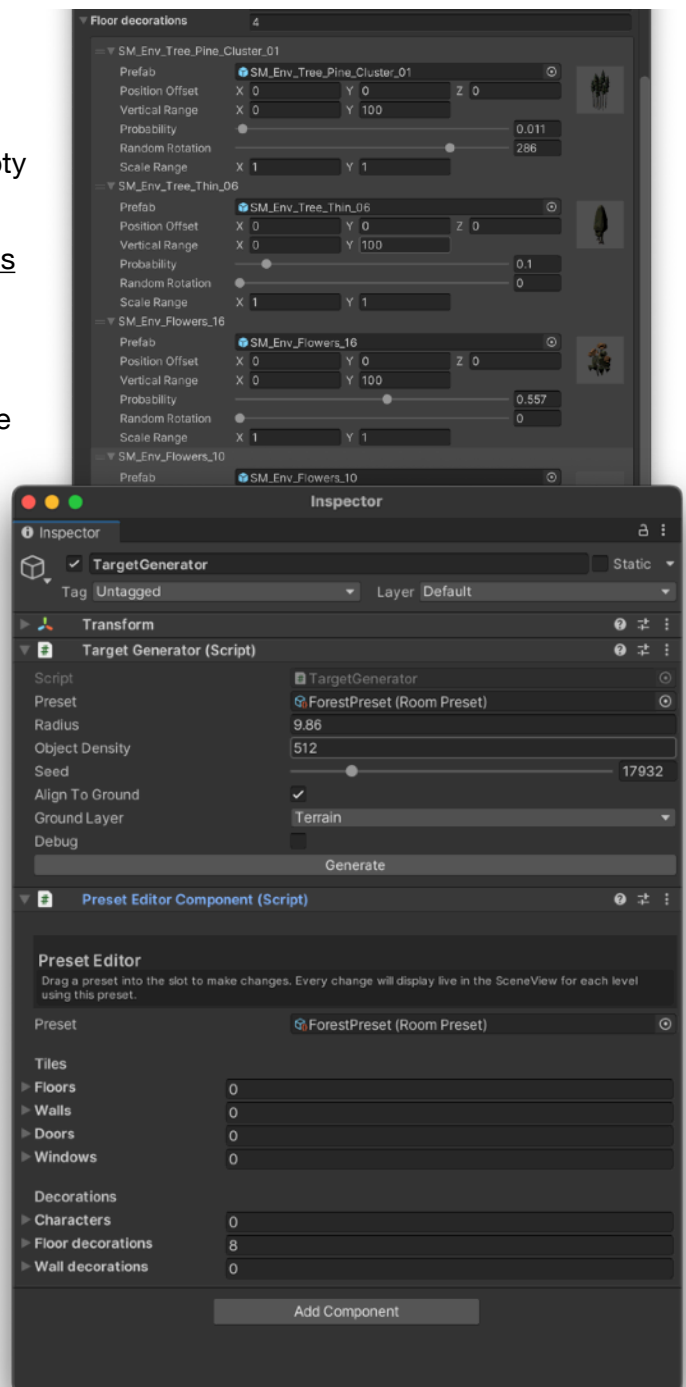 Floor decorations 4
SM_Env_Tree_Pine_Cluster_01
Prefab SM_Env_Tree_Pine_Cluster_01
Position Offset X 0 Y 0 Z 0
Vertical Range X 0 Y 100
Probability 0.011
Random Rotation 286
Scale Range X 1 Y 1
SM_Env_Tree_Thin_06
Prefab SM_Env_Tree_Thin_06
Position Offset X 0 Y 0 Z 0
Vertical Range X 0 Y 100
Probability 0.1
Random Rotation 0
Scale Range X 1 Y 1
SM_Env_Flowers_16
Prefab SM_Env_Flowers_16
Position Offset X 0 Y 0 Z 0
Vertical Range X 0 Y 100
Probability 0.557
Random Rotation 0
Scale Range X 1 Y 1
SM_Env_Flowers_10
Prefab SM_Env_Flowers_10
Inspector
Inspector
TargetGenerator Static
Tag Untagged Layer Default
Transform
Target Generator (Script)
Script TargetGenerator
Preset ForestPreset (Room Preset)
Radius 9.86
Object Density 512
Seed 17932
Align To Ground
Ground Layer Terrain
Debug
Generate
Preset Editor Component (Script)
Preset Editor
Drag a preset into the slot to make changes. Every change will display live in the SceneView for each level
using this preset.
Preset ForestPreset (Room Preset)
Tiles
Floors 0
Walls 0
Doors 0
Windows 0
Decorations
Characters 0
Floor decorations 8
Wall decorations 0
Add Component